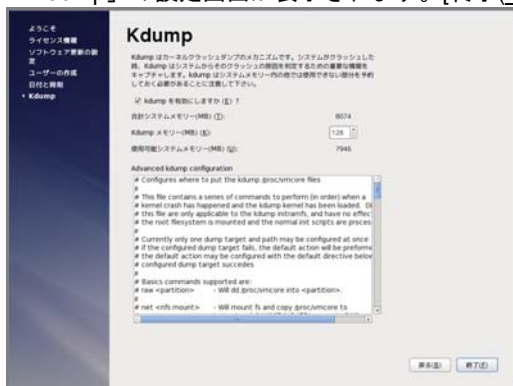 の設定画面が表示されます。[終了(
ようこそ
ライセンス情報
ソフトウェア更新の設
定
ユーザーの作成
日付と時刻
Kdump
Kdump
Kdump はカーネルクラッシュダンプのメカニズムです。システムがクラッシュした
時、Kdump はシステムからそのクラッシュの原因を判定するための重要な情報を
キャプチャします。kdump はシステムメモリー内の他では使用できない部分を予約
しておく必要があることに注意して下さい。
kdump を有効にしますか (E) ?
合計システムメモリー(MB) (T): 8074
Kdump メモリー(MB) (K): 128
使用可能システムメモリー(MB) (U): 7946
Advanced kdump configuration
# Configures where to put the kdump /proc/vmcore files
#
# This file contains a series of commands to perform (in order) when a
# kernel crash has happened and the kdump kernel has been loaded.
# this file are only applicable to the kdump initramfs, and have no effec
# the root filesystem is mounted and the normal init scripts are proces
#
# Currently only one dump target and path may be configured at once
# if the configured dump target fails, the default action will be preforme
# the default action may be configured with the default directive below
# configured dump target succedes
#
# Basics commands supported are:
# raw <partition> - Will dd /proc/vmcore into <partition>.
#
# net <nfs mount> - Will mount fs and copy /proc/vmcore to
戻る(B) 終了(F)